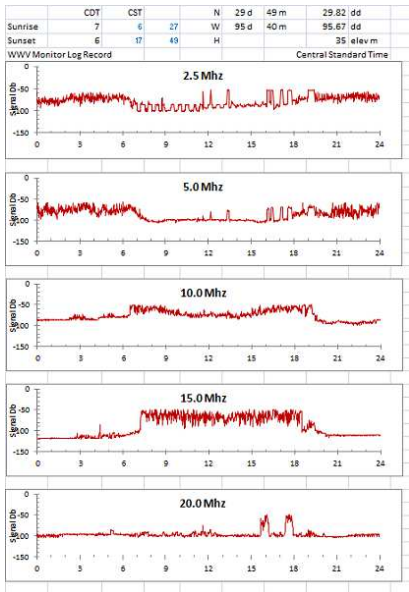 CDT CST N 29 d 49 m 29.82 dd
Sunrise 7 6 27 W 95 d 40 m 95.67 dd
Sunset 6 17 49 H 35 elev m
WWV Monitor Log Record Central Standard Time
2.5 Mhz
Signal Db
0
-50
-100
-150
0 3 6 9 12 15 18 21 24
5.0 Mhz
Signal Db
0
-50
-100
-150
0 3 6 9 12 15 18 21 24
10.0 Mhz
Signal Db
0
-50
-100
-150
0 3 6 9 12 15 18 21 24
15.0 Mhz
Signal Db
0
-50
-100
-150
0 3 6 9 12 15 18 21 24
20.0 Mhz
Signal Db
0
-50
-100
-150
0 3 6 9 12 15 18 21 24